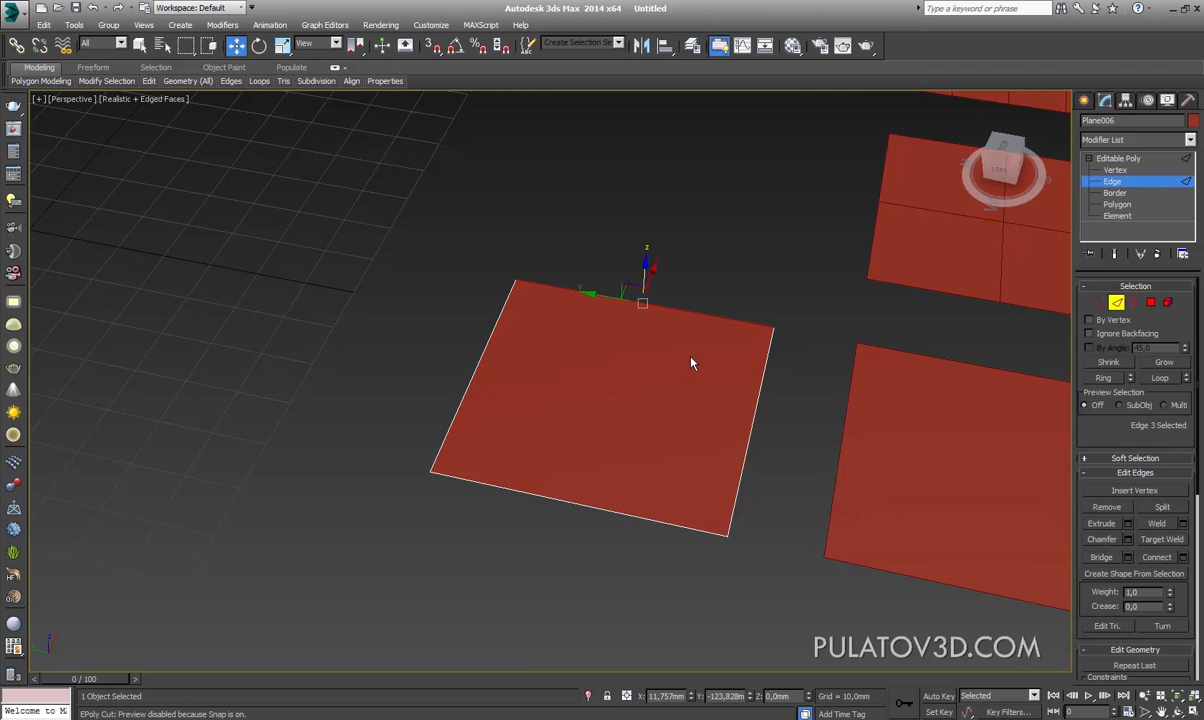 Workspace: Default
Autodesk 3ds Max 2014 x64 Untitled
Type a keyword or phrase
Edit Tools Group Views Create Modifiers Animation Graph Editors Rendering Customize MAXScript Help
All View Create Selection Se
Modeling Freeform Selection Object Paint Populate
Polygon Modeling Modify Selection Edit Geometry (All) Edges Loops Tris Subdivision Align Properties
[+] [Perspective] [Realistic + Edged Faces]
Plane006
Modifier List
Editable Poly
Vertex
Edge
Border
Polygon
Element
LEFT
z
Y
Selection
By Vertex
Ignore Backfacing
By Angle: 45,0
Shrink Grow
Ring Loop
Preview Selection
Off SubObj Multi
Edge 3 Selected
Soft Selection
Edit Edges
Insert Vertex
Remove Split
Extrude Weld
Chamfer Target Weld
Bridge Connect
Create Shape From Selection
Weight: 1,0
Crease: 0,0
Edit Tri. Turn
Edit Geometry
Repeat Last
Constraints
PULATOV3D.COM
0 / 100
1 Object Selected X: 11,757mm Y: -123,828m Z: 0,0mm Grid = 10,0mm Auto Key Selected
Welcome to M: EPoly Cut: Preview disabled because Snap is on. Add Time Tag Set Key Key Filters... 0